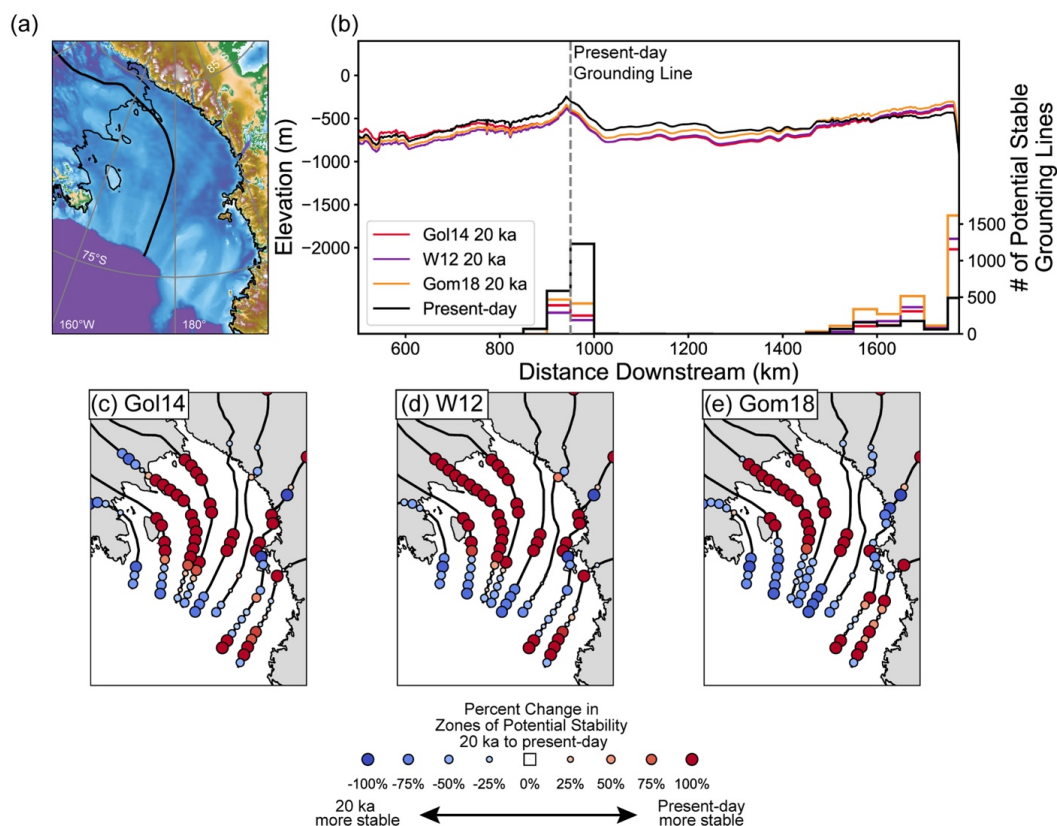 (a)
85°S
75°S
160°W
180°
(b)
Elevation (m)
0
−500
−1000
−1500
−2000
Present-day
Grounding Line
Gol14 20 ka
W12 20 ka
Gom18 20 ka
Present-day
# of Potential Stable
Grounding Lines
1500
1000
500
0
600
800
1000
1200
1400
1600
Distance Downstream (km)
(c) Gol14
(d) W12
(e) Gom18
Percent Change in
Zones of Potential Stability
20 ka to present-day
-100% -75% -50% -25% 0% 25% 50% 75% 100%
20 ka
more stable
Present-day
more stable